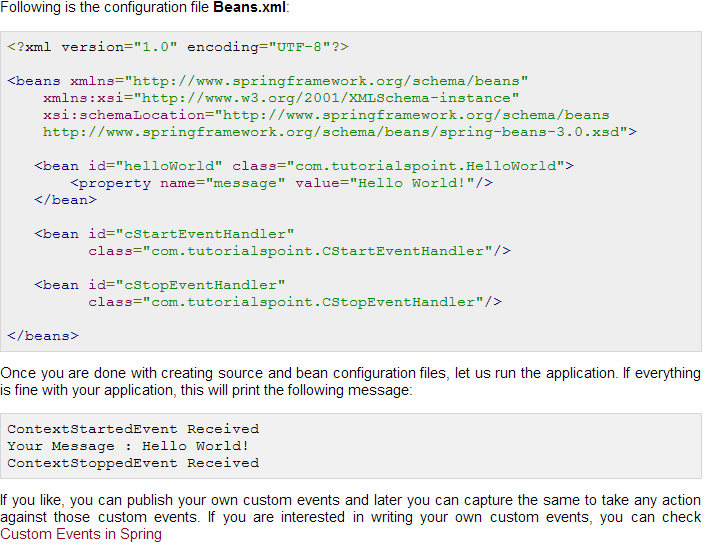 Following is the configuration file Beans.xml:
<?xml version="1.0" encoding="UTF-8"?>
<beans xmlns="http://www.springframework.org/schema/beans"
xmlns:xsi="http://www.w3.org/2001/XMLSchema-instance"
xsi:schemaLocation="http://www.springframework.org/schema/beans
http://www.springframework.org/schema/beans/spring-beans-3.0.xsd">
<bean id="helloWorld" class="com.tutorialspoint.HelloWorld">
<property name="message" value="Hello World!"/>
</bean>
<bean id="cStartEventHandler"
class="com.tutorialspoint.CStartEventHandler"/>
<bean id="cStopEventHandler"
class="com.tutorialspoint.CStopEventHandler"/>
</beans>
Once you are done with creating source and bean configuration files, let us run the application. If everything
is fine with your application, this will print the following message:
ContextStartedEvent Received
Your Message : Hello World!
ContextStoppedEvent Received
If you like, you can publish your own custom events and later you can capture the same to take any action
against those custom events. If you are interested in writing your own custom events, you can check
Custom Events in Spring